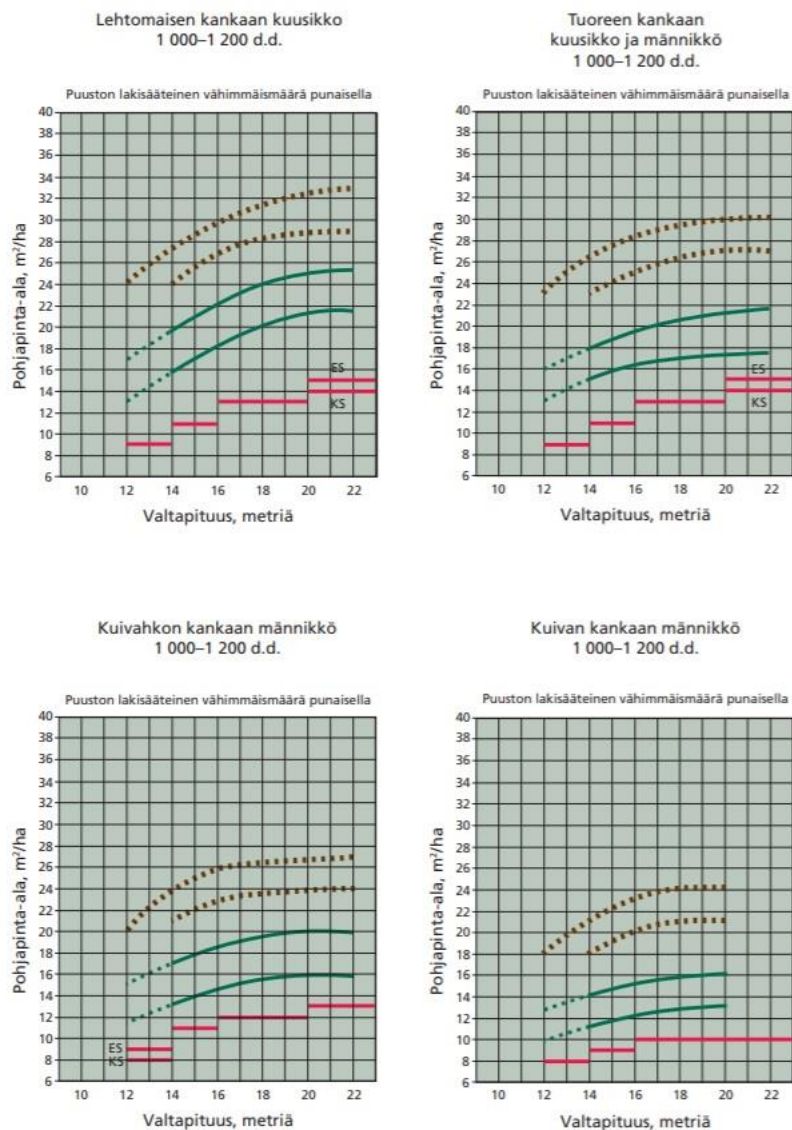 Lehtomaisen kankaan kuusikko
1 000–1 200 d.d.
Puuston lakisääteinen vähimmäismäärä punaisella
Pohjapinta-ala, m²/ha
40
38
36
34
32
30
28
26
24
22
20
18
16
14
12
10
8
6
ES
KS
10 12 14 16 18 20 22
Valtapituus, metriä
Tuoreen kankaan
kuusikko ja männikkö
1 000–1 200 d.d.
Puuston lakisääteinen vähimmäismäärä punaisella
Pohjapinta-ala, m²/ha
40
38
36
34
32
30
28
26
24
22
20
18
16
14
12
10
8
6
ES
KS
10 12 14 16 18 20 22
Valtapituus, metriä
Kuivahkon kankaan männikkö
1 000–1 200 d.d.
Puuston lakisääteinen vähimmäismäärä punaisella
Pohjapinta-ala, m²/ha
40
38
36
34
32
30
28
26
24
22
20
18
16
14
12
10
8
6
ES
KS
10 12 14 16 18 20 22
Valtapituus, metriä
Kuivan kankaan männikkö
1 000–1 200 d.d.
Puuston lakisääteinen vähimmäismäärä punaisella
Pohjapinta-ala, m²/ha
40
38
36
34
32
30
28
26
24
22
20
18
16
14
12
10
8
6
10 12 14 16 18 20 22
Valtapituus, metriä